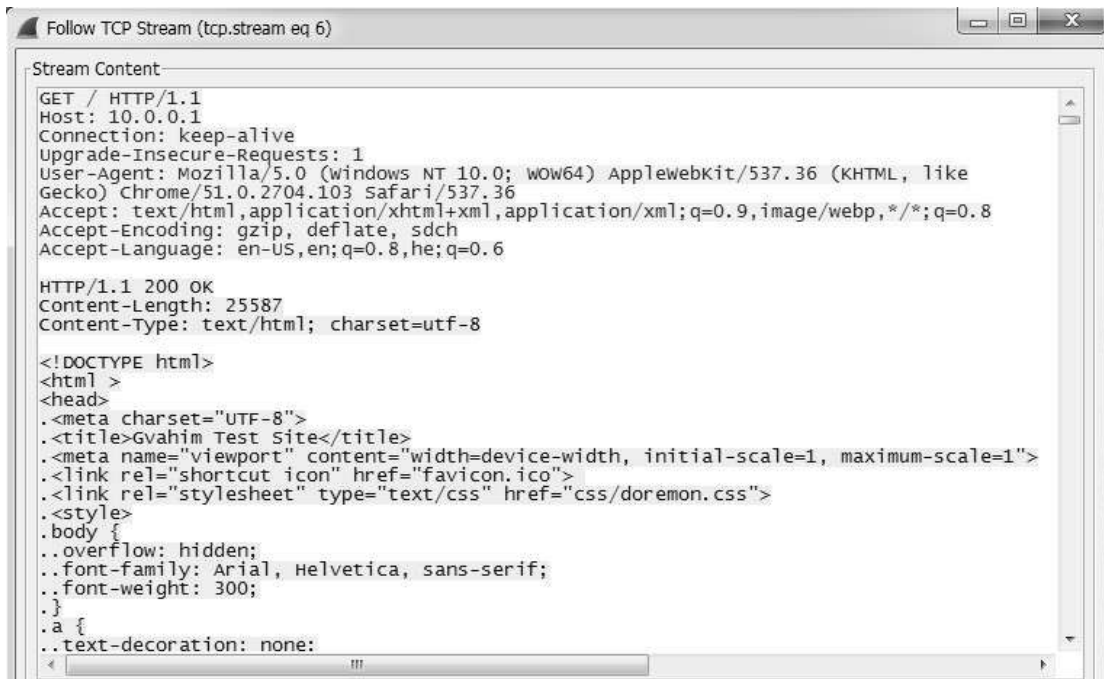 Follow TCP Stream (tcp.stream eq 6)
Stream Content
GET / HTTP/1.1
Host: 10.0.0.1
Connection: keep-alive
Upgrade-Insecure-Requests: 1
User-Agent: Mozilla/5.0 (Windows NT 10.0; WOW64) AppleWebKit/537.36 (KHTML, like
Gecko) Chrome/51.0.2704.103 Safari/537.36
Accept: text/html,application/xhtml+xml,application/xml;q=0.9,image/webp,*/*;q=0.8
Accept-Encoding: gzip, deflate, sdch
Accept-Language: en-US,en;q=0.8,he;q=0.6
HTTP/1.1 200 OK
Content-Length: 25587
Content-Type: text/html; charset=utf-8
<!DOCTYPE html>
<html >
<head>
.<meta charset="UTF-8">
.<title>Gvahim Test Site</title>
.<meta name="viewport" content="width=device-width, initial-scale=1, maximum-scale=1">
.<link rel="shortcut icon" href="favicon.ico">
.<link rel="stylesheet" type="text/css" href="css/doremon.css">
.<style>
.body {
..overflow: hidden;
..font-family: Arial, Helvetica, sans-serif;
..font-weight: 300;
.}
.a {
..text-decoration: none: